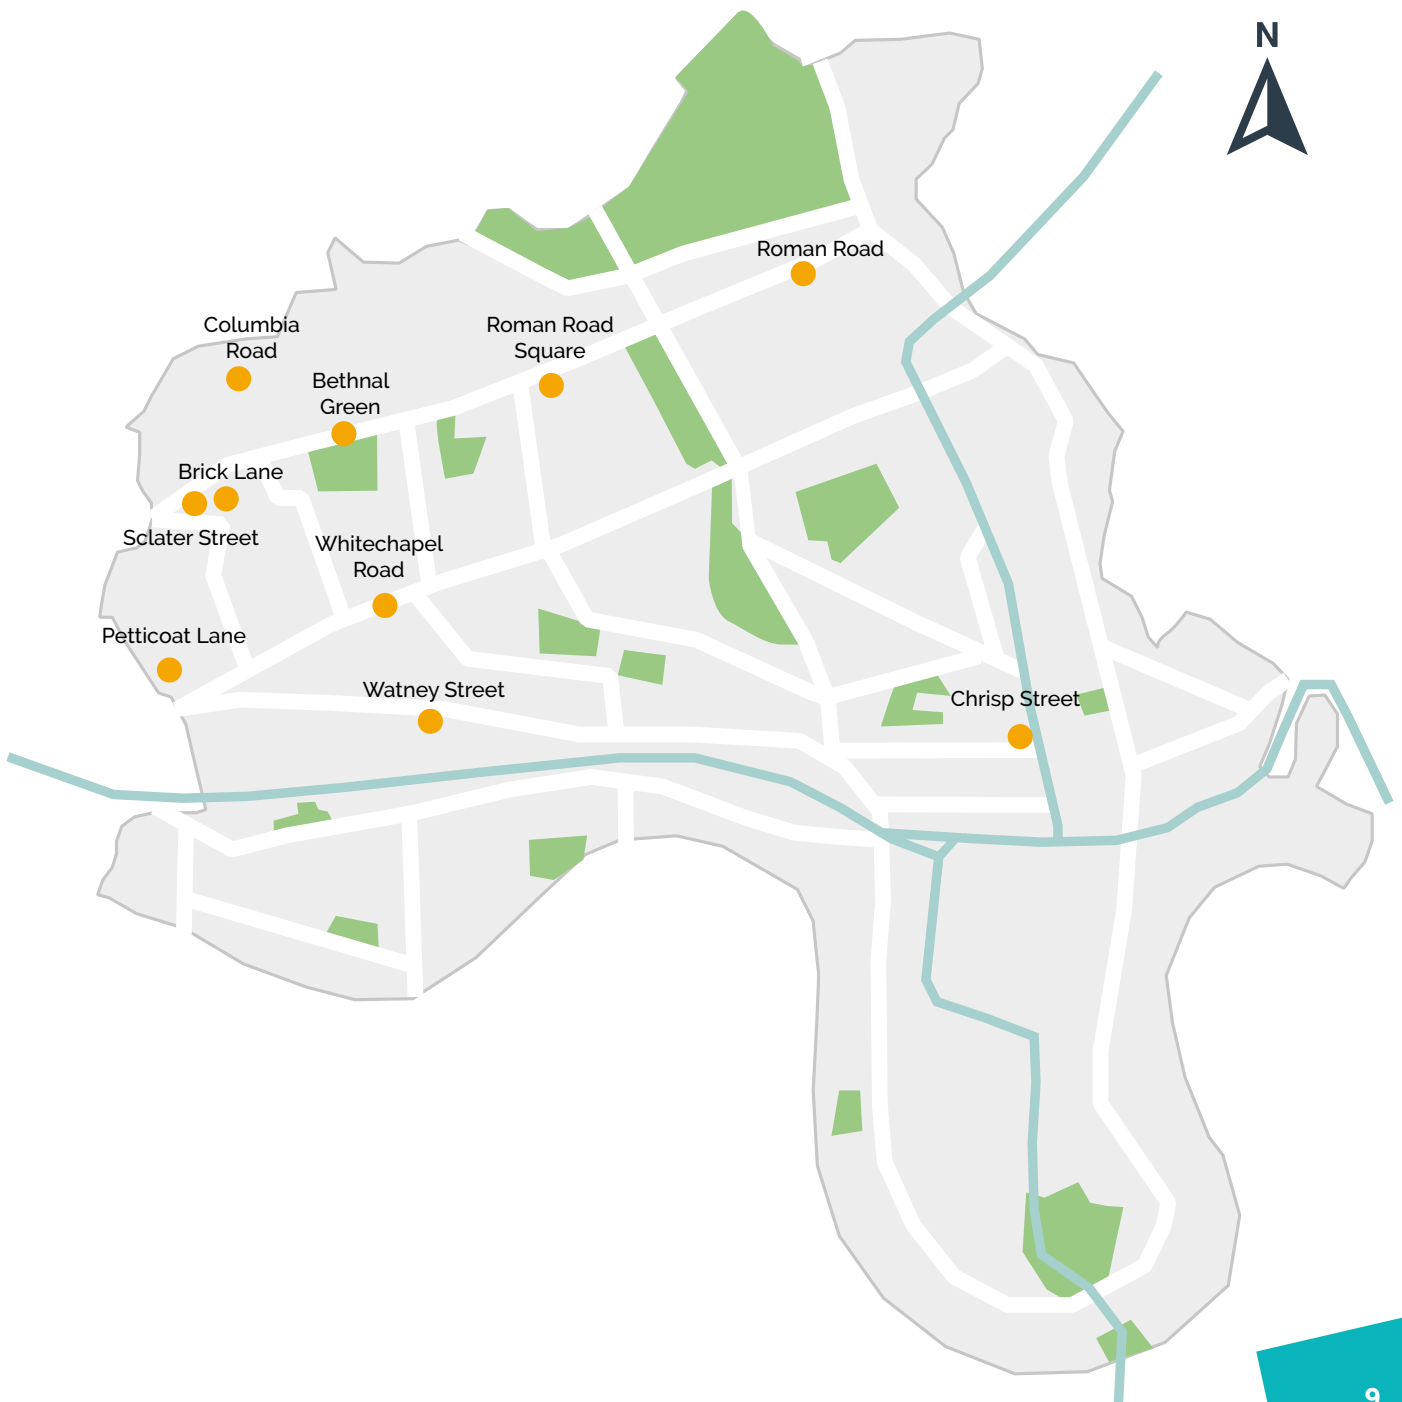 N
Roman Road
Columbia
Road
Roman Road
Square
Bethnal
Green
Brick Lane
Sclater Street
Whitechapel
Road
Petticoat Lane
Watney Street
Chrisp Street
9